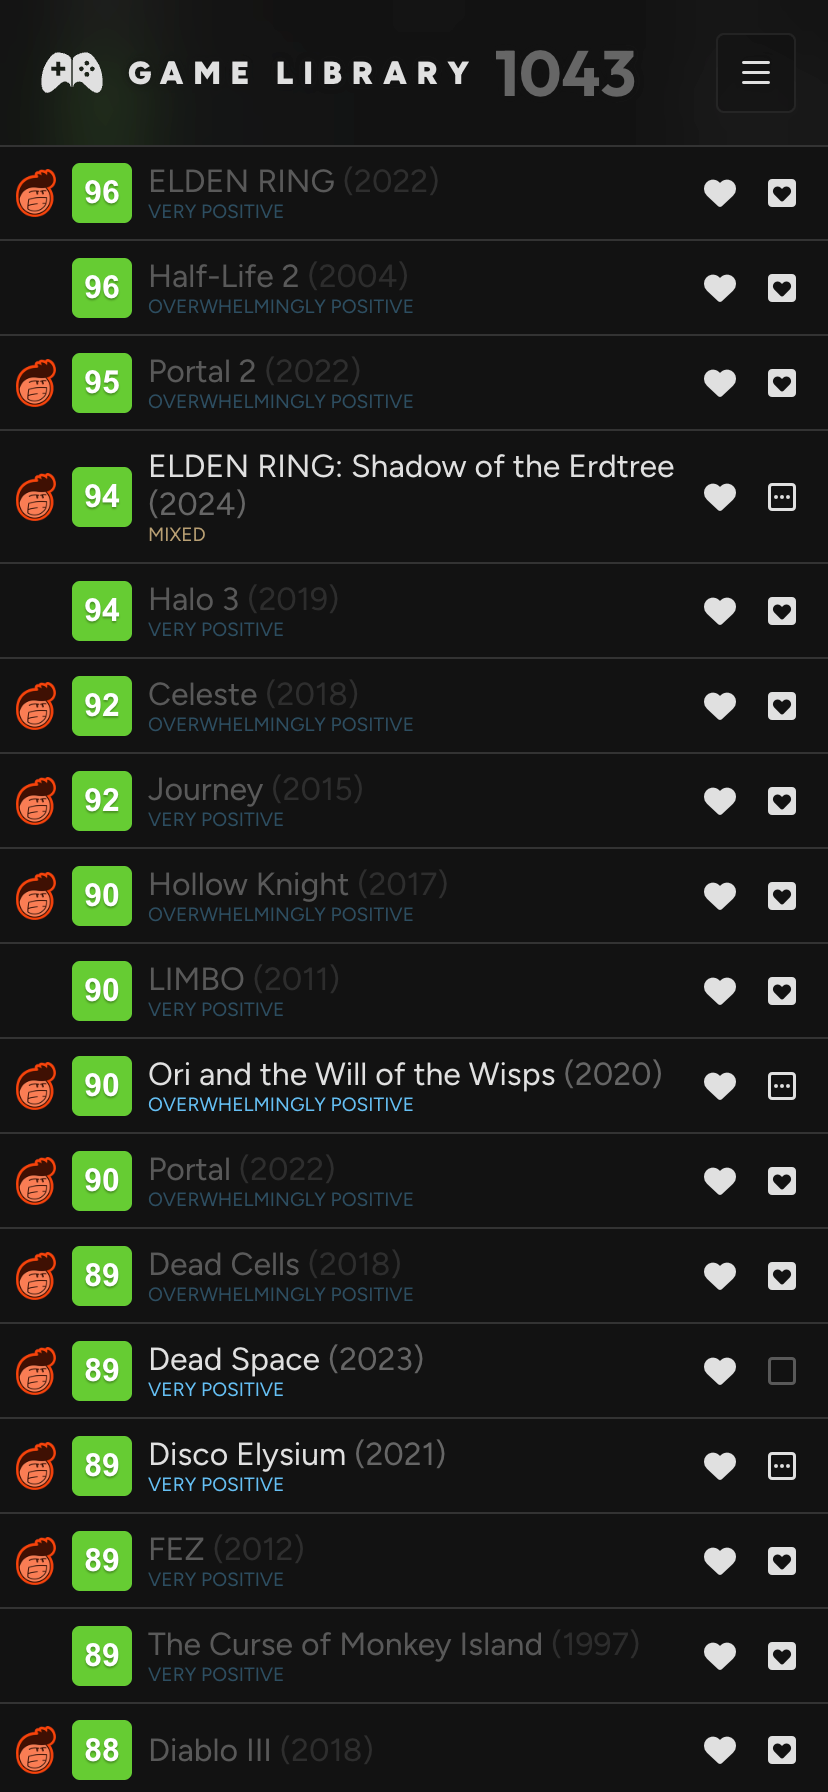 GAME LIBRARY 1043
96 ELDEN RING (2022)
VERY POSITIVE
96 Half-Life 2 (2004)
OVERWHELMINGLY POSITIVE
95 Portal 2 (2022)
OVERWHELMINGLY POSITIVE
94 ELDEN RING: Shadow of the Erdtree
(2024)
MIXED
94 Halo 3 (2019)
VERY POSITIVE
92 Celeste (2018)
OVERWHELMINGLY POSITIVE
92 Journey (2015)
VERY POSITIVE
90 Hollow Knight (2017)
OVERWHELMINGLY POSITIVE
90 LIMBO (2011)
VERY POSITIVE
90 Ori and the Will of the Wisps (2020)
OVERWHELMINGLY POSITIVE
90 Portal (2022)
OVERWHELMINGLY POSITIVE
89 Dead Cells (2018)
OVERWHELMINGLY POSITIVE
89 Dead Space (2023)
VERY POSITIVE
89 Disco Elysium (2021)
VERY POSITIVE
89 FEZ (2012)
VERY POSITIVE
89 The Curse of Monkey Island (1997)
VERY POSITIVE
88 Diablo III (2018)